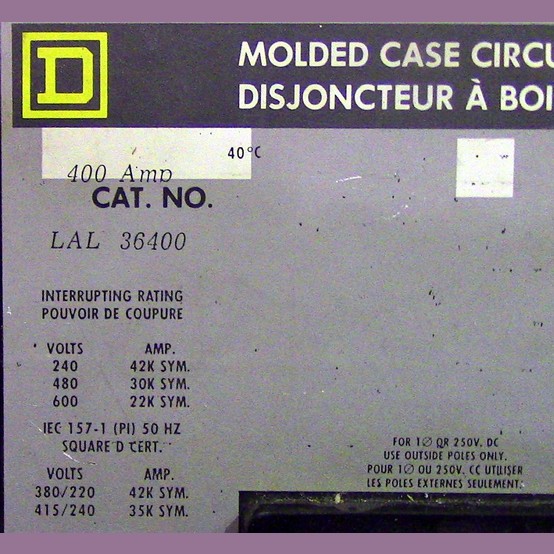 D
MOLDED CASE CIRCU
DISJONCTEUR À BOI
40°C
400 Amp
CAT. NO.
LAL 36400
INTERRUPTING RATING
POUVOIR DE COUPURE
VOLTS AMP.
240 42K SYM.
480 30K SYM.
600 22K SYM.
IEC 157-1 (PI) 50 HZ
SQUARE D CERT.
VOLTS AMP.
380/220 42K SYM.
415/240 35K SYM.
FOR 1∅ OR 250V. DC
USE OUTSIDE POLES ONLY.
POUR 1∅ OU 250V. CC UTILISER
LES POLES EXTERNES SEULEMENT.